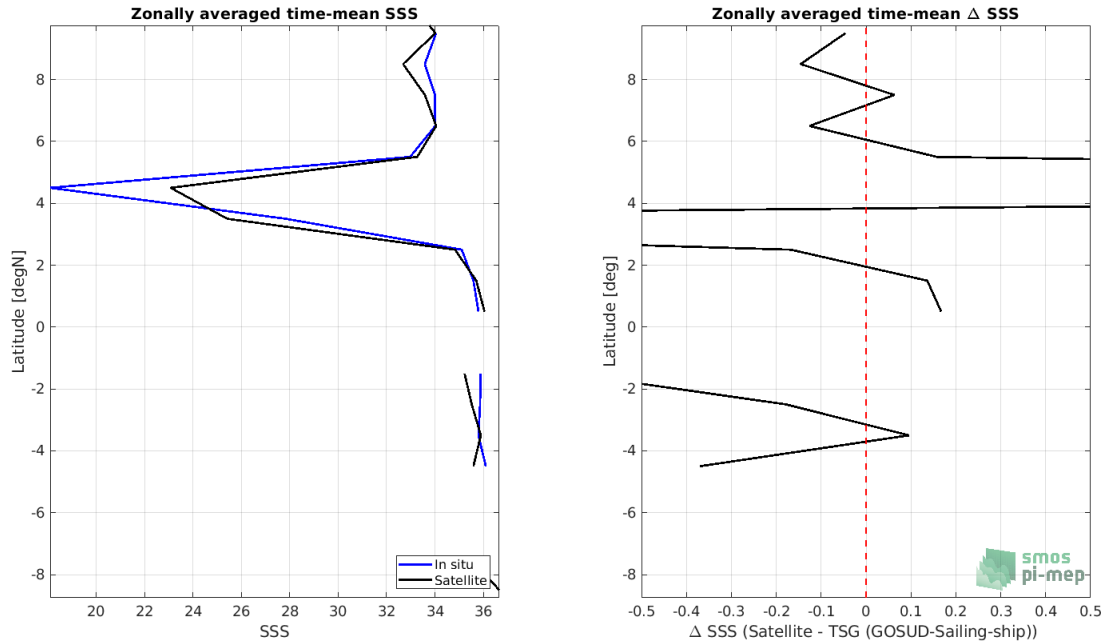 Zonally averaged time-mean SSS
8
6
4
2
0
-2
-4
-6
-8
Latitude [degN]
20 22 24 26 28 30 32 34 36
SSS
In situ
Satellite
Zonally averaged time-mean Δ SSS
8
6
4
2
0
-2
-4
-6
-8
Latitude [deg]
-0.5 -0.4 -0.3 -0.2 -0.1 0 0.1 0.2 0.3 0.4 0.5
Δ SSS (Satellite - TSG (GOSUD-Sailing-ship))
smos
pi-mep